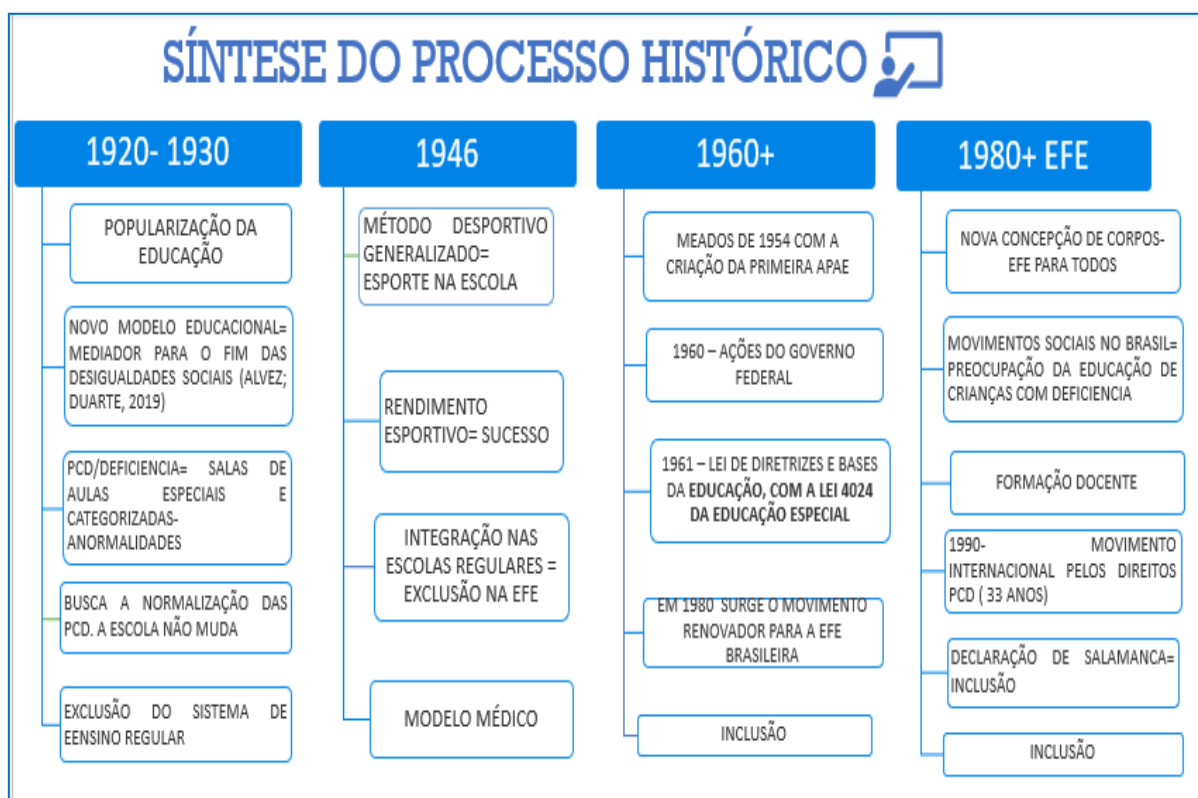 SÍNTESE DO PROCESSO HISTÓRICO
1920- 1930
POPULARIZAÇÃO DA
EDUCAÇÃO
NOVO MODELO EDUCACIONAL=
MEDIADOR PARA O FIM DAS
DESIGUALDADES SOCIAIS (ALVEZ;
DUARTE, 2019)
PCD/DEFICIENCIA= SALAS DE
AULAS ESPECIAIS E
CATEGORIZADAS-
ANORMALIDADES
BUSCA A NORMALIZAÇÃO DAS
PCD. A ESCOLA NÃO MUDA
EXCLUSÃO DO SISTEMA DE
EENSINO REGULAR
1946
MÉTODO DESPORTIVO
GENERALIZADO=
ESPORTE NA ESCOLA
RENDIMENTO
ESPORTIVO= SUCESSO
INTEGRAÇÃO NAS
ESCOLAS REGULARES =
EXCLUSÃO NA EFE
MODELO MÉDICO
1960+
MEADOS DE 1954 COM A
CRIAÇÃO DA PRIMEIRA APAE
1960 – AÇÕES DO GOVERNO
FEDERAL
1961 – LEI DE DIRETRIZES E BASES
DA EDUCAÇÃO, COM A LEI 4024
DA EDUCAÇÃO ESPECIAL
EM 1980 SURGE O MOVIMENTO
RENOVADOR PARA A EFE
BRASILEIRA
INCLUSÃO
1980+ EFE
NOVA CONCEPÇÃO DE CORPOS-
EFE PARA TODOS
MOVIMENTOS SOCIAIS NO BRASIL=
PREOCUPAÇÃO DA EDUCAÇÃO DE
CRIANÇAS COM DEFICIENCIA
FORMAÇÃO DOCENTE
1990- MOVIMENTO
INTERNACIONAL PELOS DIREITOS
PCD ( 33 ANOS)
DECLARAÇÃO DE SALAMANCA=
INCLUSÃO
INCLUSÃO